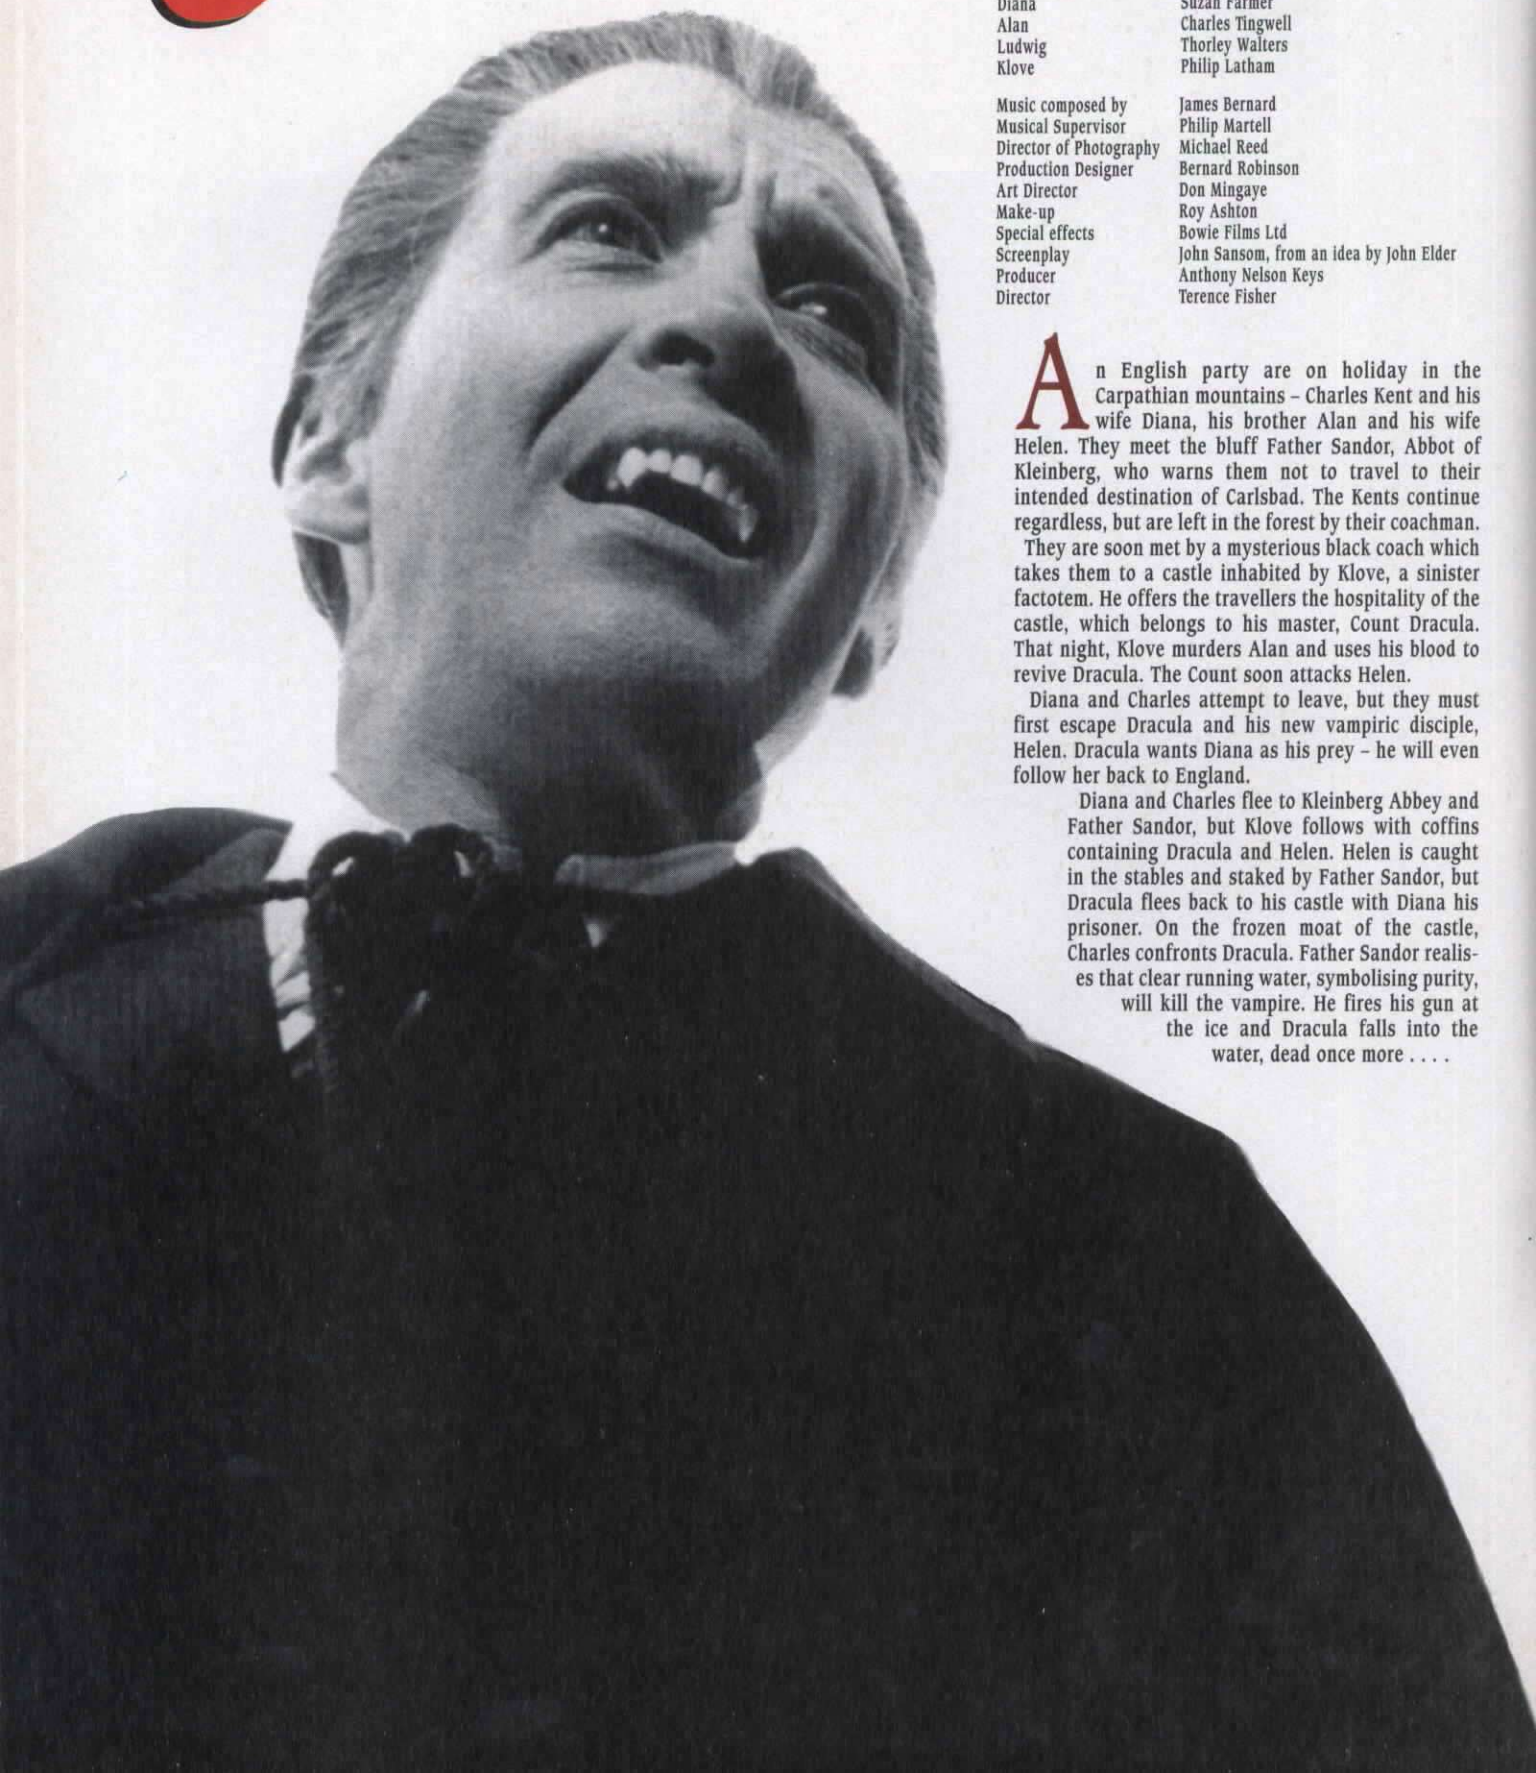 Diana Suzan Farmer
Alan Charles Tingwell
Ludwig Thorley Walters
Klove Philip Latham
Music composed by James Bernard
Musical Supervisor Philip Martell
Director of Photography Michael Reed
Production Designer Bernard Robinson
Art Director Don Mingaye
Make-up Roy Ashton
Special effects Bowie Films Ltd
Screenplay John Sansom, from an idea by John Elder
Producer Anthony Nelson Keys
Director Terence Fisher
An English party are on holiday in the
Carpathian mountains – Charles Kent and his
wife Diana, his brother Alan and his wife
Helen. They meet the bluff Father Sandor, Abbot of
Kleinberg, who warns them not to travel to their
intended destination of Carlsbad. The Kents continue
regardless, but are left in the forest by their coachman.
They are soon met by a mysterious black coach which
takes them to a castle inhabited by Klove, a sinister
factotem. He offers the travellers the hospitality of the
castle, which belongs to his master, Count Dracula.
That night, Klove murders Alan and uses his blood to
revive Dracula. The Count soon attacks Helen.
Diana and Charles attempt to leave, but they must
first escape Dracula and his new vampiric disciple,
Helen. Dracula wants Diana as his prey – he will even
follow her back to England.
Diana and Charles flee to Kleinberg Abbey and
Father Sandor, but Klove follows with coffins
containing Dracula and Helen. Helen is caught
in the stables and staked by Father Sandor, but
Dracula flees back to his castle with Diana his
prisoner. On the frozen moat of the castle,
Charles confronts Dracula. Father Sandor realis-
es that clear running water, symbolising purity,
will kill the vampire. He fires his gun at
the ice and Dracula falls into the
water, dead once more . . . .